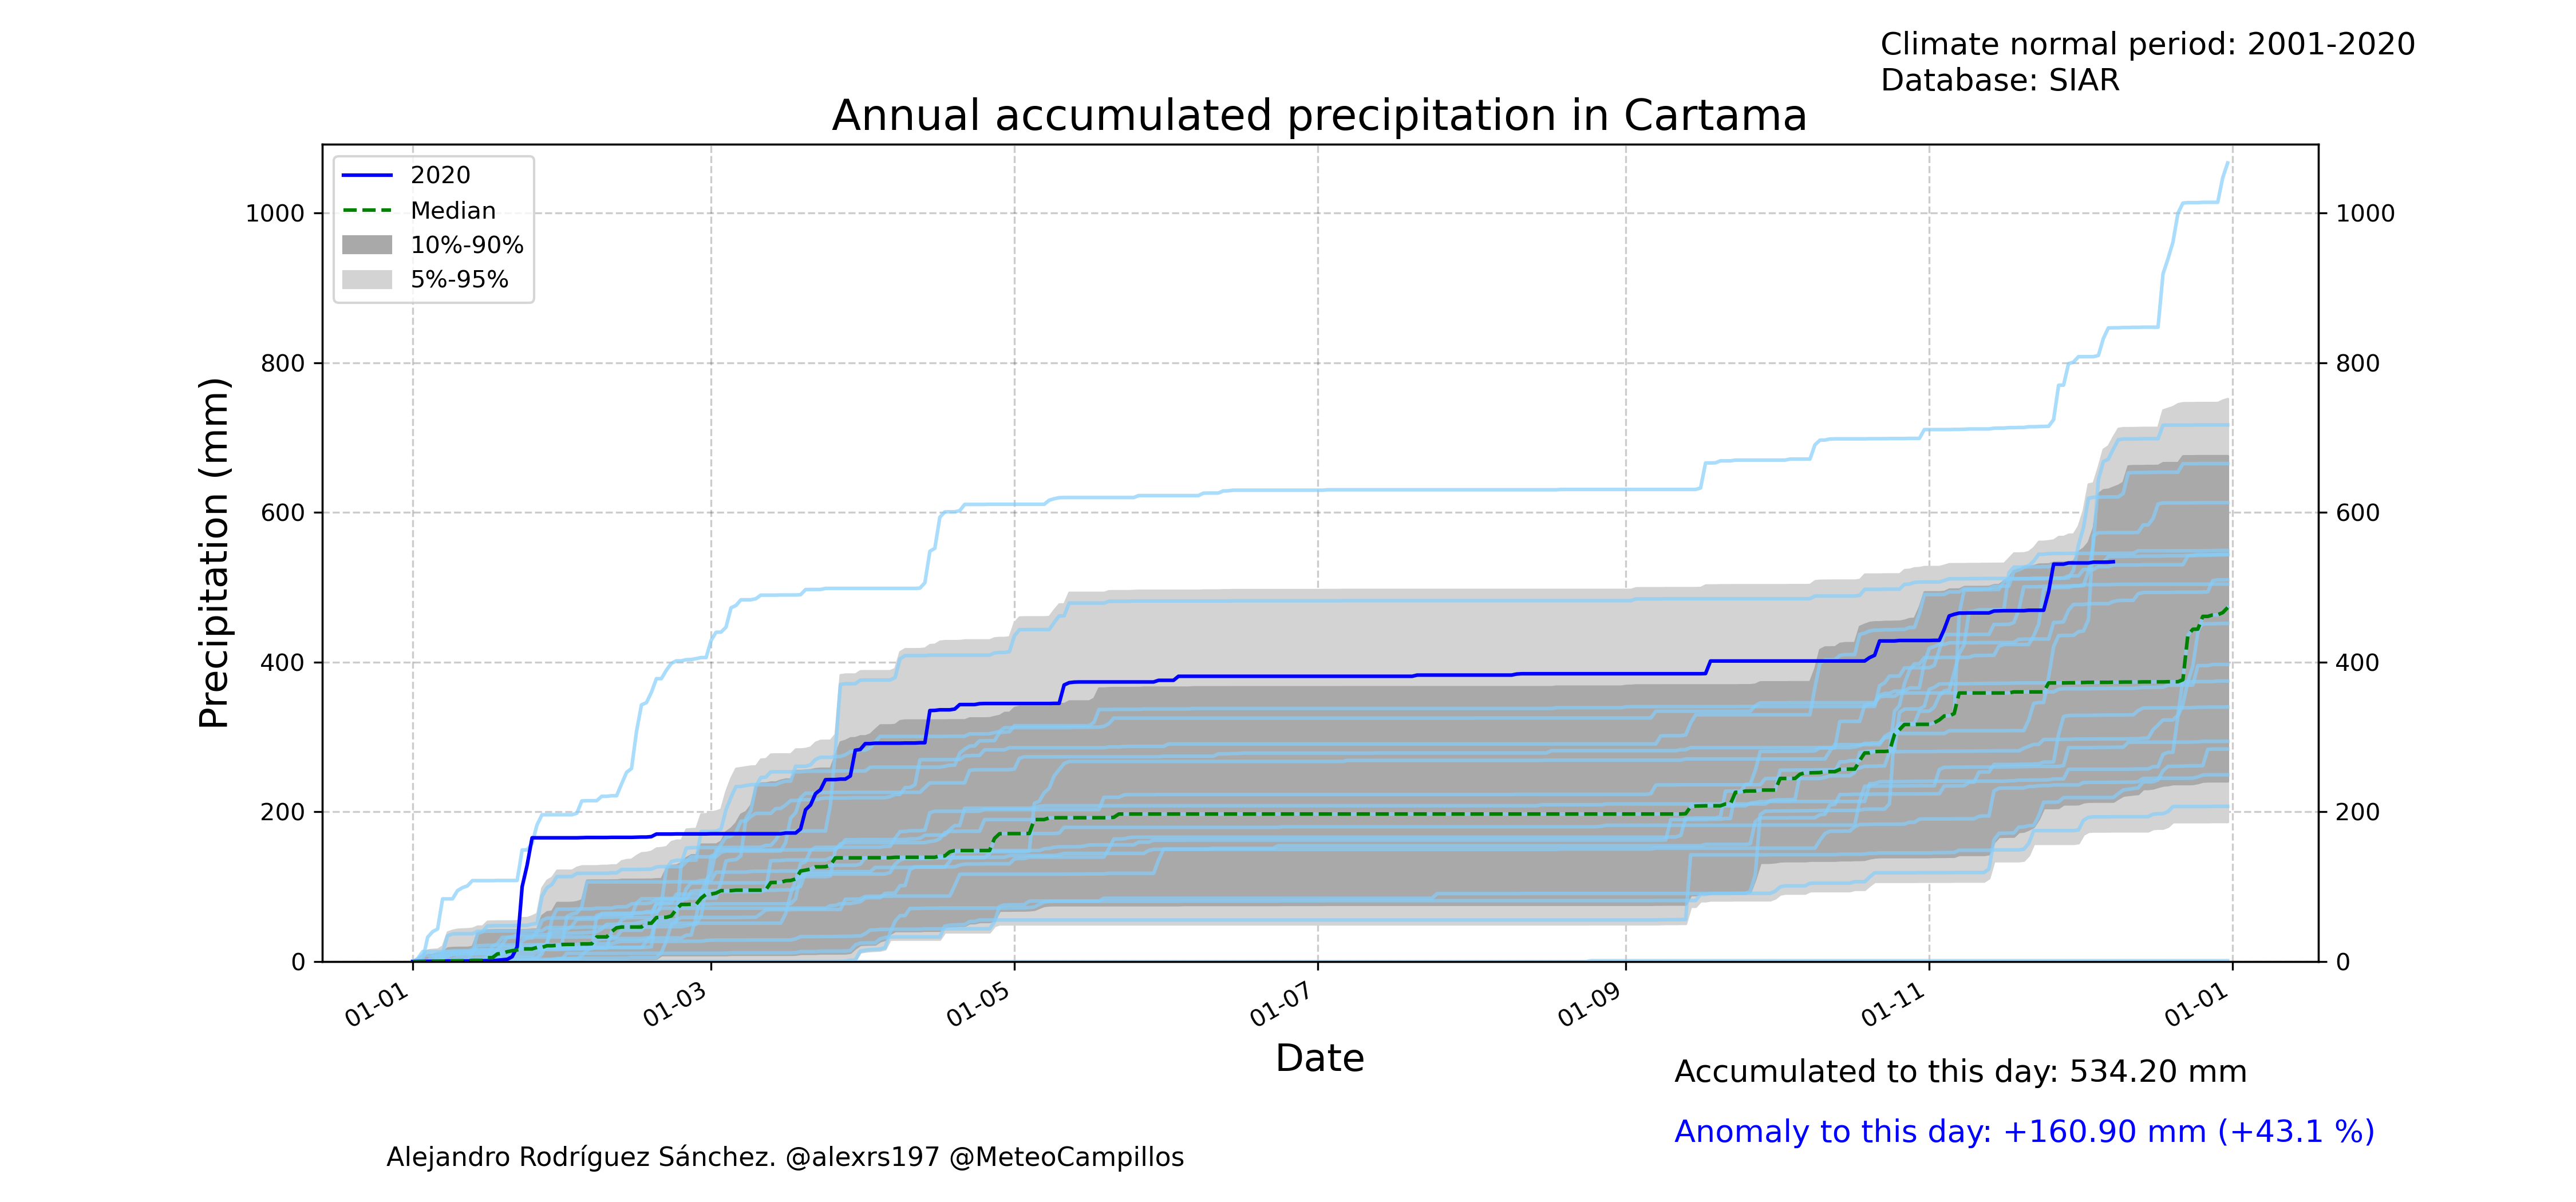 Climate normal period: 2001-2020
Database: SIAR
Annual accumulated precipitation in Cartama
2020
Median
10%-90%
5%-95%
Precipitation (mm)
1000
800
600
400
200
0
1000
800
600
400
200
0
01-01
01-03
01-05
01-07
01-09
01-11
01-01
Date
Accumulated to this day: 534.20 mm
Anomaly to this day: +160.90 mm (+43.1 %)
Alejandro Rodríguez Sánchez. @alexrs197 @MeteoCampillos